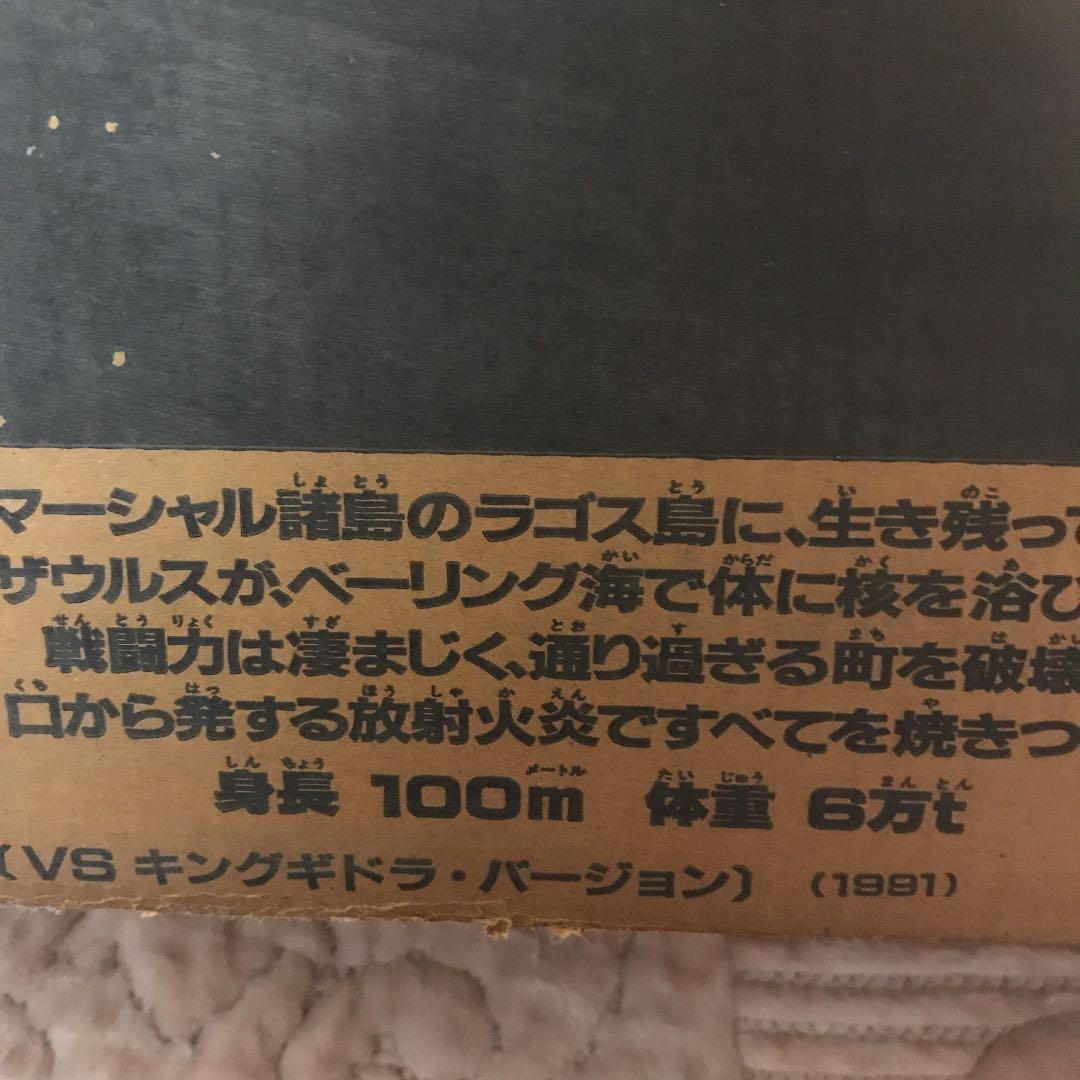 マーシャル諸島のラゴス島に、生き残って
ザウルスが、ベーリング海で体に核を浴び
戦闘力は凄まじく、通り過ぎる町を破壊
口から発する放射火炎ですべてを焼きつ
身長 100m 体重 6万t
〔VS キングギドラ・バージョン〕 (1991)